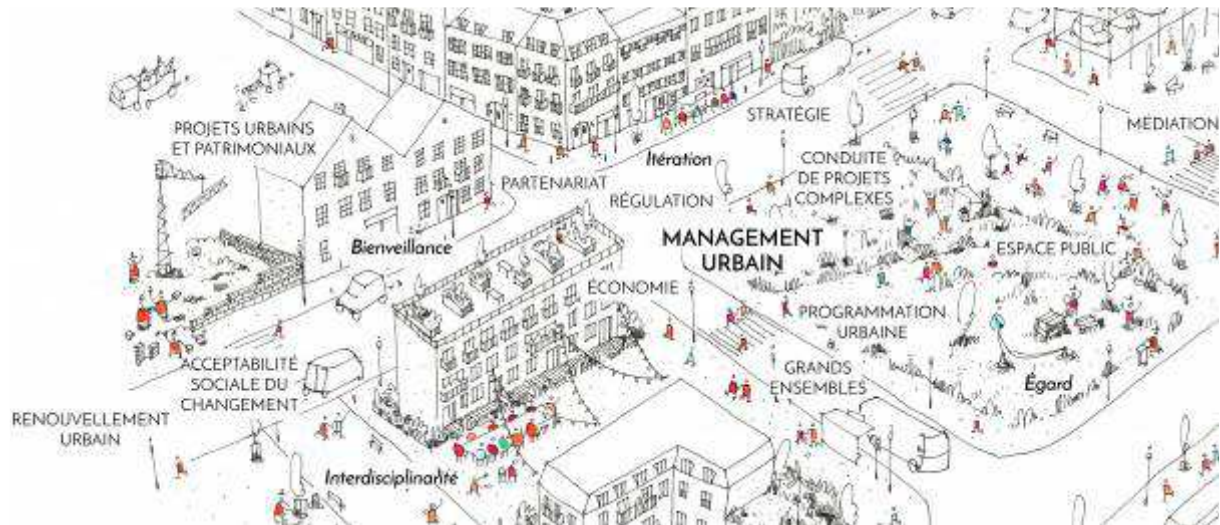 STRATÉGIE
MÉDIATION
PROJETS URBAINS
ET PATRIMONIAUX
Itération
CONDUITE
DE PROJETS
COMPLEXES
PARTENARIAT
RÉGULATION
Bienveillance
MANAGEMENT
URBAIN
ESPACE PUBLIC
ÉCONOMIE
PROGRAMMATION
URBAINE
ACCEPTABILITÉ
SOCIALE DU
CHANGEMENT
GRANDS
ENSEMBLES
Égard
RENOUVELLEMENT
URBAIN
Interdisciplinarité